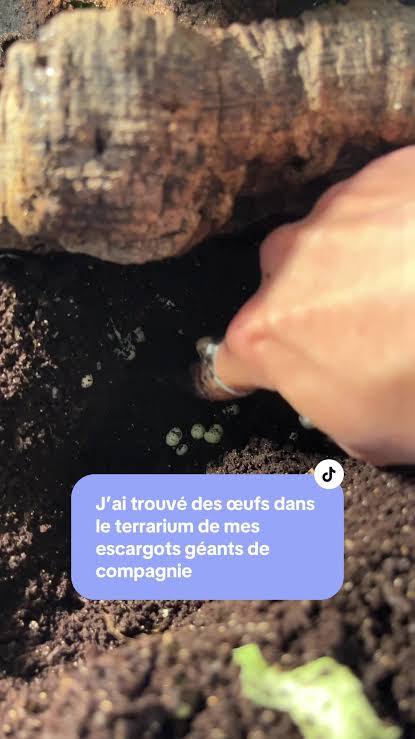 J’ai trouvé des œufs dans
le terrarium de mes
escargots géants de
compagnie